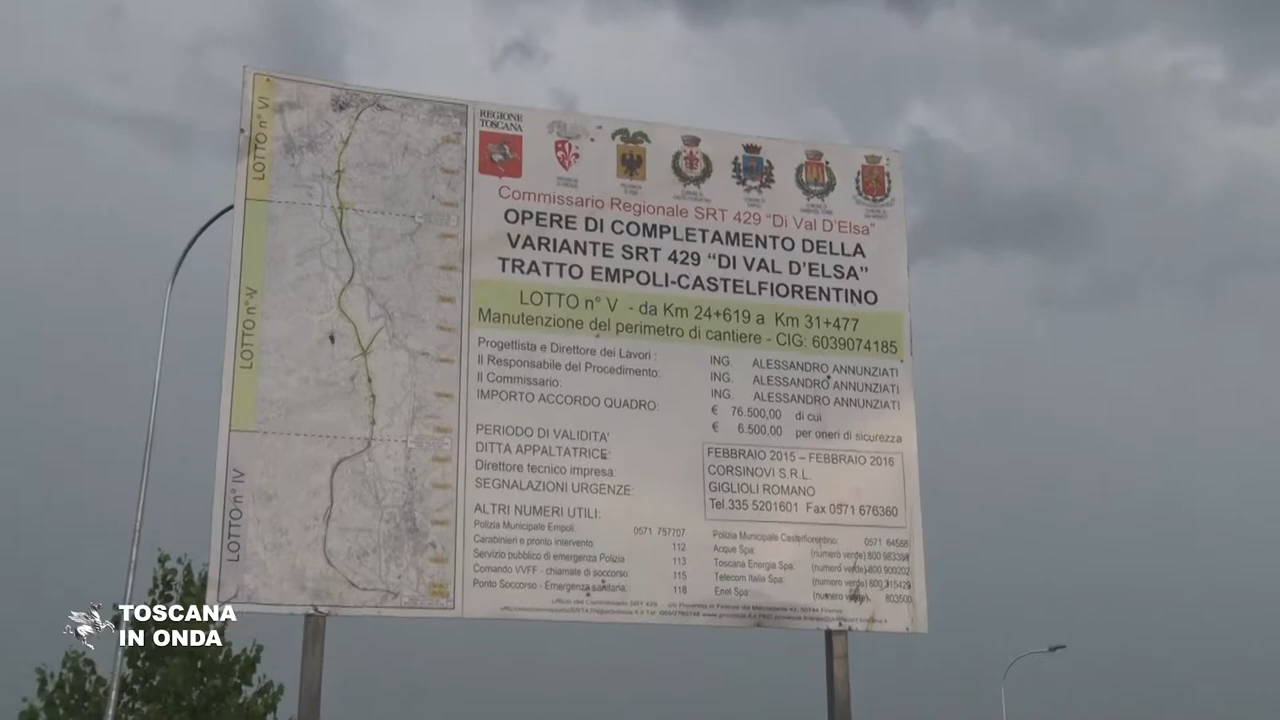 LOTTO n° VI
LOTTO n° V
LOTTO n° IV
REGIONE
TOSCANA
Commissario Regionale SRT 429 “Di Val D’Elsa”
OPERE DI COMPLETAMENTO DELLA
VARIANTE SRT 429 “DI VAL D’ELSA”
TRATTO EMPOLI-CASTELFIORENTINO
LOTTO n° V - da Km 24+619 a Km 31+477
Manutenzione del perimetro di cantiere - CIG: 6039074185
Progettista e Direttore dei Lavori : ING. ALESSANDRO ANNUNZIATI
Il Responsabile del Procedimento: ING. ALESSANDRO ANNUNZIATI
Il Commissario: ING. ALESSANDRO ANNUNZIATI
IMPORTO ACCORDO QUADRO: € 76.500,00 di cui
€ 6.500,00 per oneri di sicurezza
PERIODO DI VALIDITA' FEBBRAIO 2015 – FEBBRAIO 2016
DITTA APPALTATRICE: CORSINOVI S.R.L.
Direttore tecnico impresa: GIGLIOLI ROMANO
SEGNALAZIONI URGENZE: Tel.335 5201601 Fax 0571 676360
ALTRI NUMERI UTILI:
Polizia Municipale Empoli: 0571 757707
Carabinieri e pronto intervento 112
Servizio pubblico di emergenza Polizia 113
Comando VVFF - chiamate di soccorso: 115
Ponto Soccorso - Emergenza sanitaria: 118
Polizia Municipale Castelfiorentino: 0571 64588
Acque Spa: (numero verde) 800 983389
Toscana Energia Spa: (numero verde) 800 900202
Telecom Italia Spa: (numero verde) 800 315429
Enel Spa: (numero verde) 803500
TOSCANA
IN ONDA